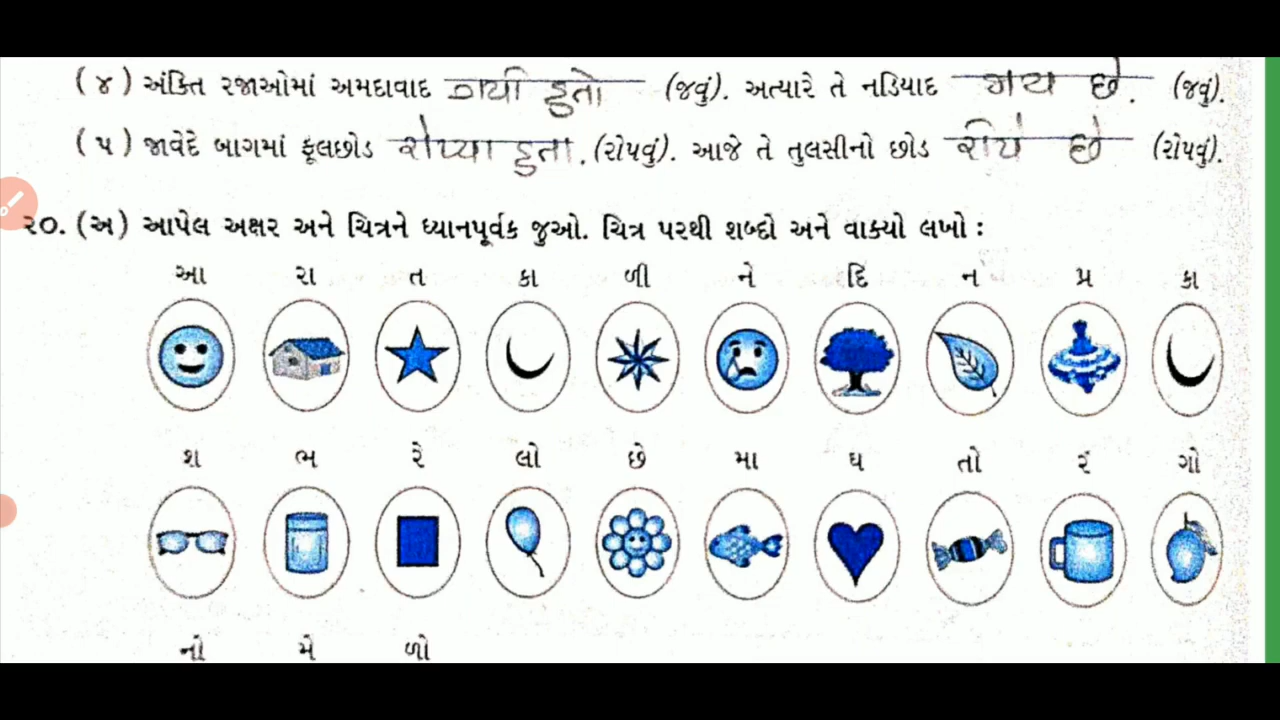 (૪) અંકિત રજાઓમાં અમદાવાદ ગયો હતો (જવું). અત્યારે તે નડિયાદ જાય છે. (જવું).
(૫) જાવેદે બાગમાં ફૂલછોડ રોપ્યા હતા. (રોપવું). આજે તે તુલસીનો છોડ રોપે છે (રોપવું).
૨૦. (અ) આપેલ અક્ષર અને ચિત્રને ધ્યાનપૂર્વક જુઓ. ચિત્ર પરથી શબ્દો અને વાક્યો લખો :
આ રા ત કા ળી ને દિ ન પ્ર કા
શ ભ રે લો છે મા ઘ તો રં ગો
નો મે ળો